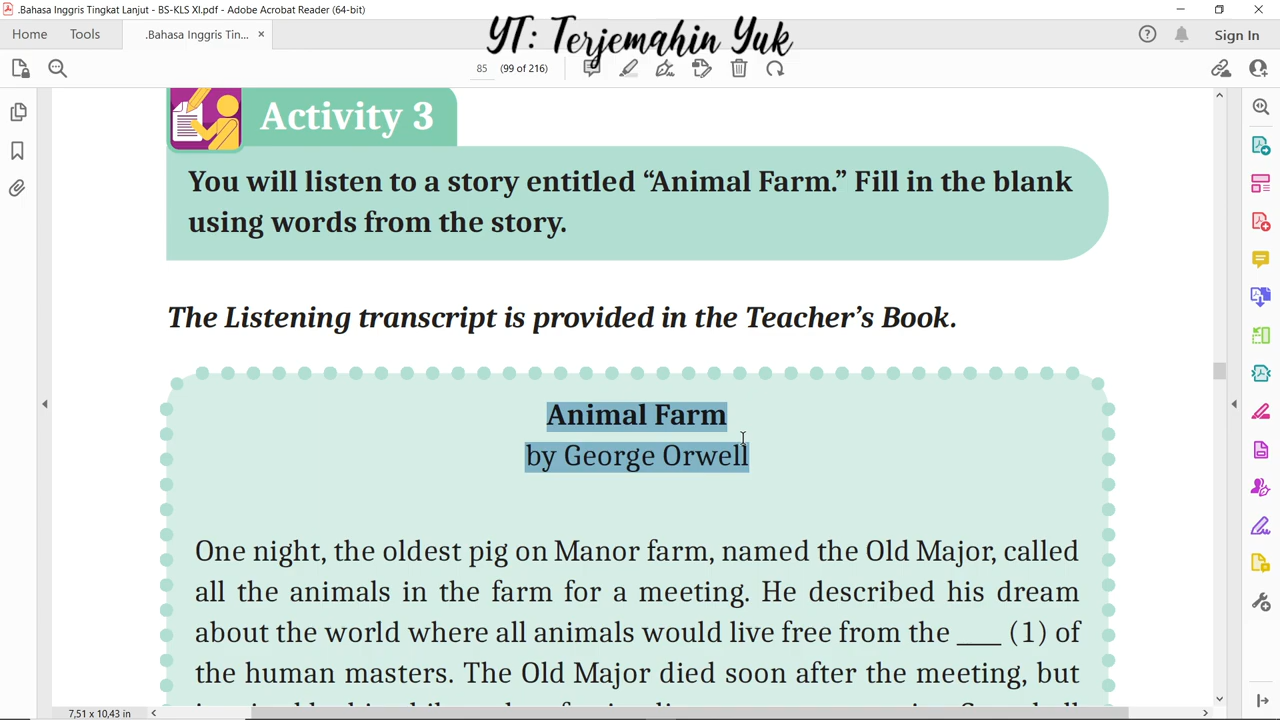 .Bahasa Inggris Tingkat Lanjut - BS-KLS XI.pdf - Adobe Acrobat Reader (64-bit)
YT: Terjemahin Yuk
Home Tools .Bahasa Inggris Tin... × Sign In
85 (99 of 216)
Activity 3
You will listen to a story entitled “Animal Farm.” Fill in the blank
using words from the story.
The Listening transcript is provided in the Teacher’s Book.
Animal Farm
by George Orwell
One night, the oldest pig on Manor farm, named the Old Major, called
all the animals in the farm for a meeting. He described his dream
about the world where all animals would live free from the ____ (1) of
the human masters. The Old Major died soon after the meeting, but
7,51 x 10,43 in